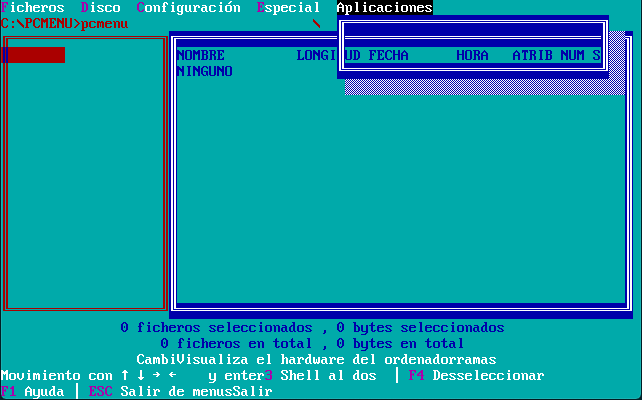 Ficheros Disco Configuración Especial Aplicaciones
C:\PCMENU>pcmenu \
NOMBRE LONGI UD FECHA HORA ATRIB NUM S
NINGUNO
0 ficheros seleccionados , 0 bytes seleccionados
0 ficheros en total , 0 bytes en total
CambiVisualiza el hardware del ordenadorramas
Movimiento con ↑ ↓ → ← y enter3 Shell al dos | F4 Desseleccionar
F1 Ayuda | ESC Salir de menusSalir